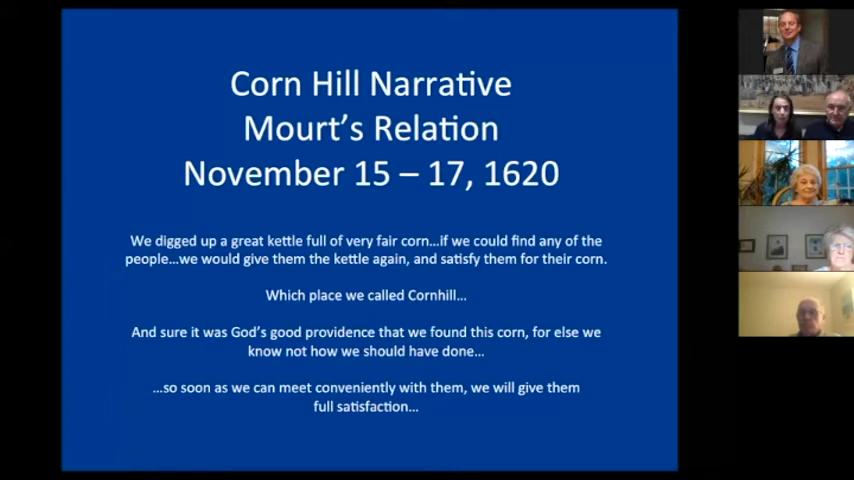 Corn Hill Narrative
Mourt's Relation
November 15 – 17, 1620
We digged up a great kettle full of very fair corn…if we could find any of the
people…we would give them the kettle again, and satisfy them for their corn.
Which place we called Cornhill…
And sure it was God's good providence that we found this corn, for else we
know not how we should have done…
…so soon as we can meet conveniently with them, we will give them
full satisfaction…